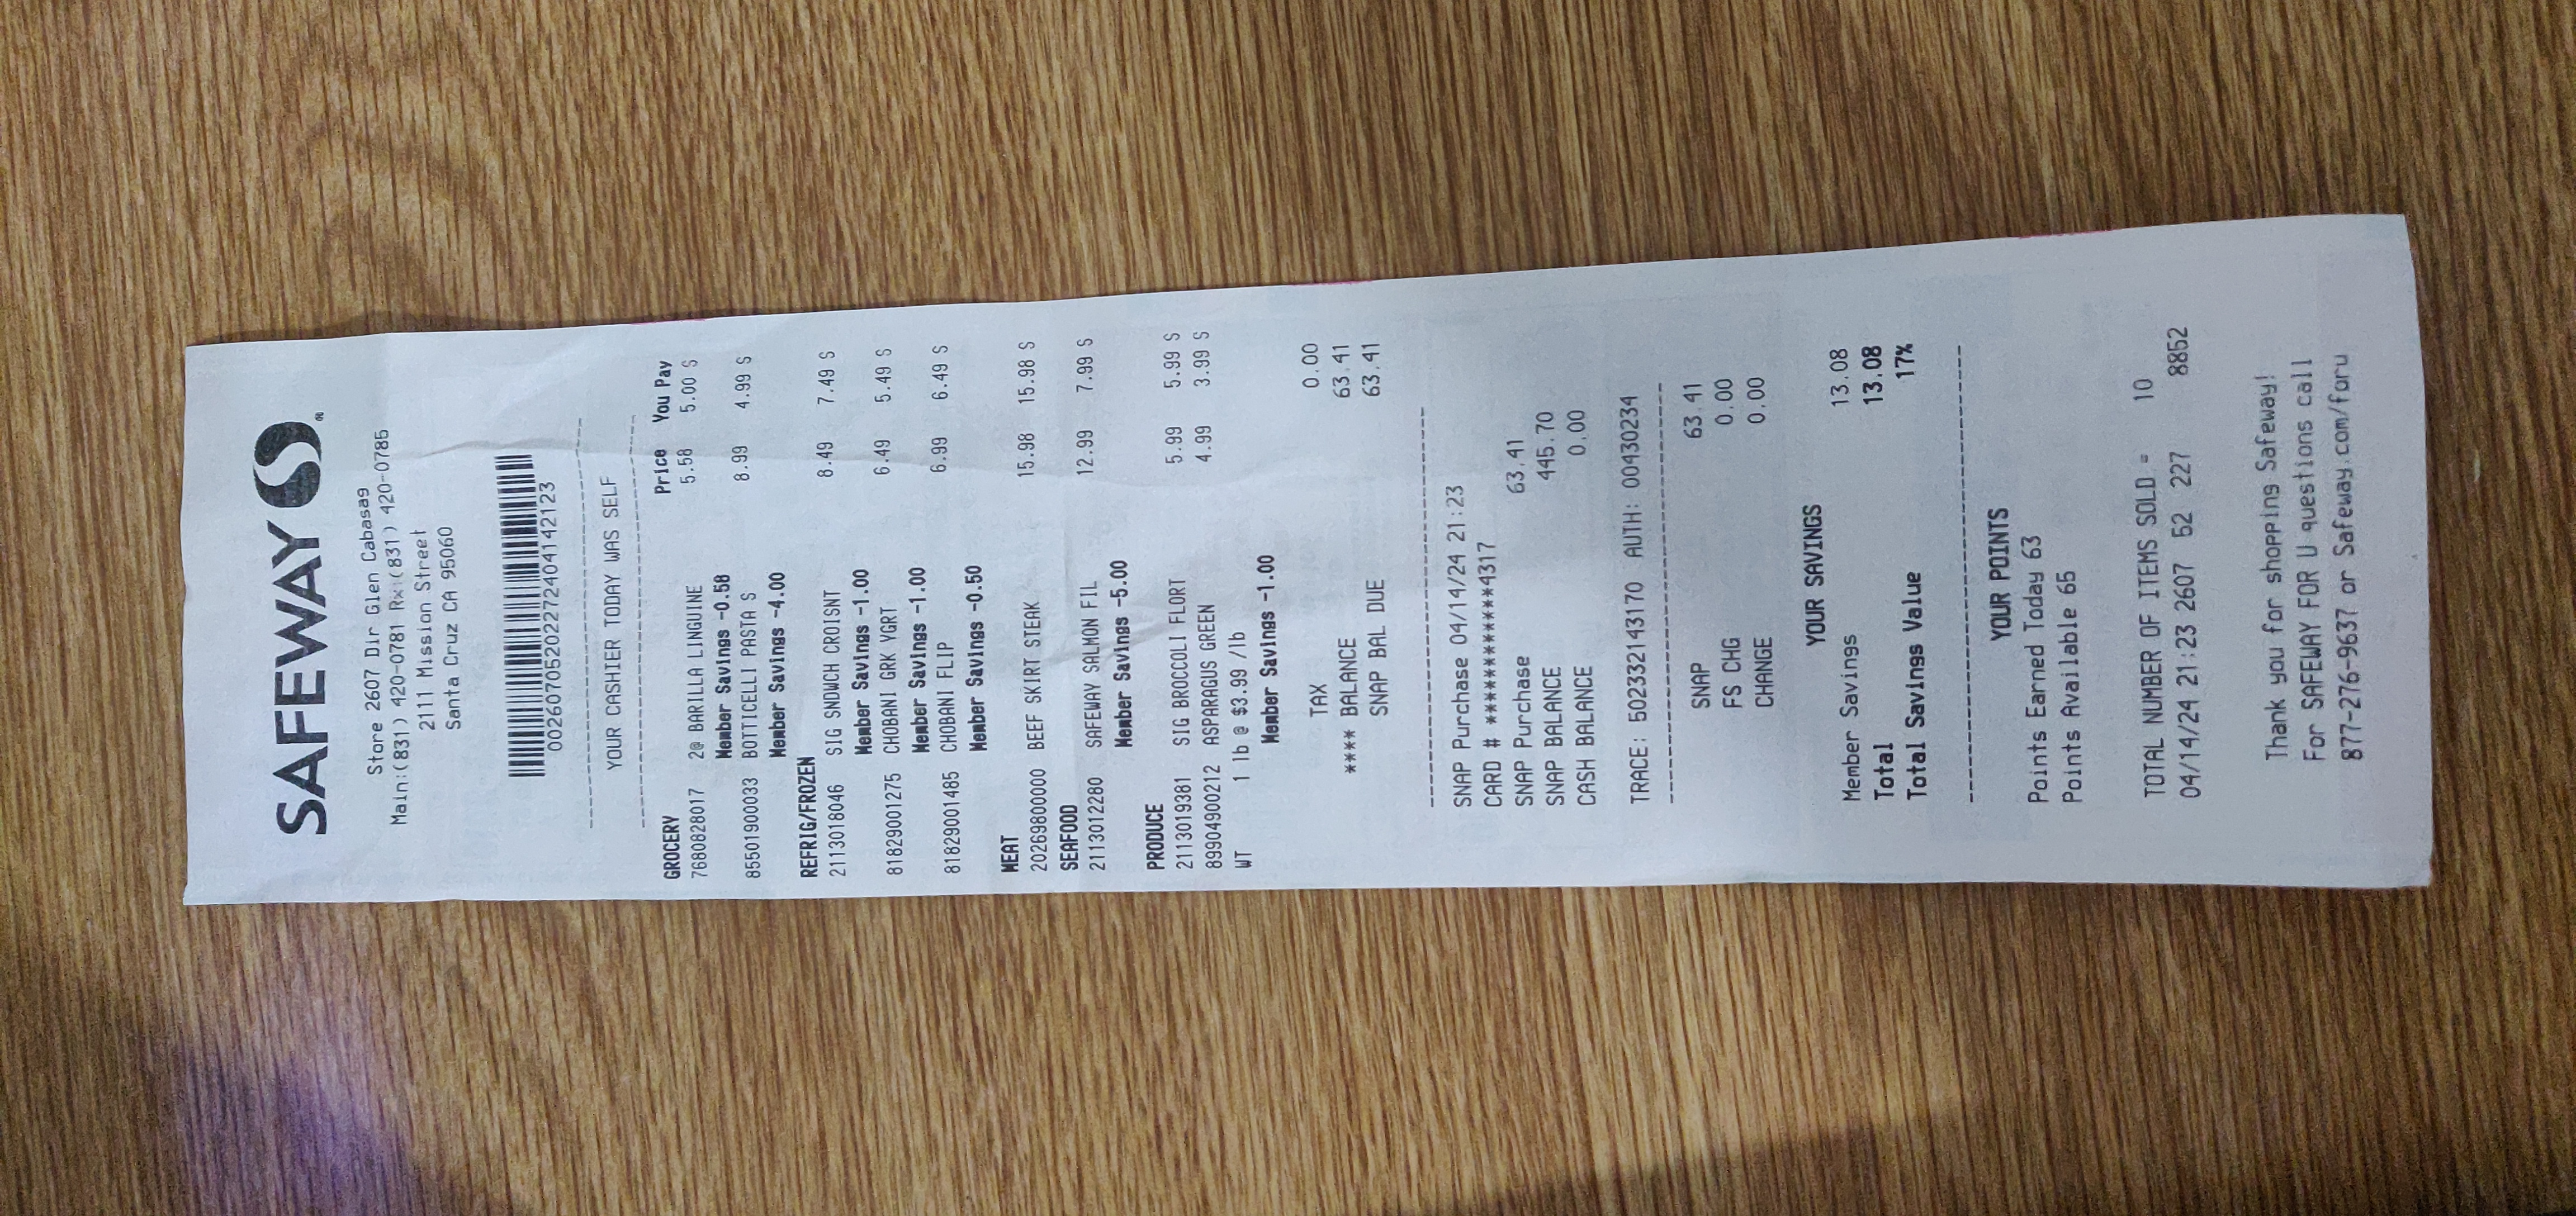 SAFEWAY
Store 2607 Dir Glen Cabasag
Main:(831) 420-0781 Rx:(831) 420-0785
2111 Mission Street
Santa Cruz CA 95060
00260705202272404142123
YOUR CASHIER TODAY WAS SELF
GROCERY Price You Pay
7680828017 2@ BARILLA LINGUINE 5.58 5.00 S
Member Savings -0.58
85501900033 BOTTICELLI PASTA S 8.99 4.99 S
Member Savings -4.00
REFRIG/FROZEN
2113018046 SIG SNDWCH CROISNT 8.49 7.49 S
Member Savings -1.00
81829001275 CHOBANI GRK YGRT 6.49 5.49 S
Member Savings -1.00
81829001485 CHOBANI FLIP 6.99 6.49 S
Member Savings -0.50
MEAT
20269800000 BEEF SKIRT STEAK 15.98 15.98 S
SEAFOOD
2113012280 SAFEWAY SALMON FIL 12.99 7.99 S
Member Savings -5.00
PRODUCE
2113019381 SIG BROCCOLI FLORT 5.99 5.99 S
89904900212 ASPARAGUS GREEN 4.99 3.99 S
WT 1 lb @ $3.99 /lb
Member Savings -1.00
TAX 0.00
**** BALANCE 63.41
SNAP BAL DUE 63.41
SNAP Purchase 04/14/24 21:23
CARD # ************4317
SNAP Purchase 63.41
SNAP BALANCE 445.70
CASH BALANCE 0.00
TRACE: 502332143170 AUTH: 00430234
SNAP 63.41
FS CHG 0.00
CHANGE 0.00
YOUR SAVINGS
Member Savings 13.08
Total 13.08
Total Savings Value 17%
YOUR POINTS
Points Earned Today 63
Points Available 65
TOTAL NUMBER OF ITEMS SOLD = 10
04/14/24 21:23 2607 52 227 8852
Thank you for shopping Safeway!
For SAFEWAY FOR U questions call
877-276-9637 or Safeway.com/foru